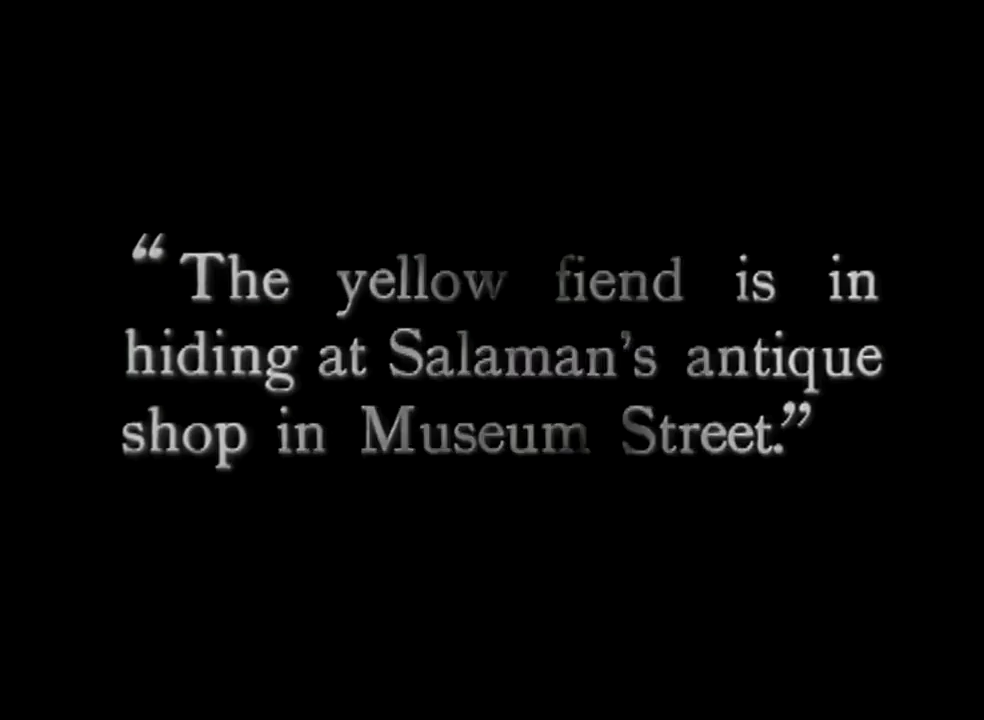 “The yellow fiend is in
hiding at Salaman’s antique
shop in Museum Street.”